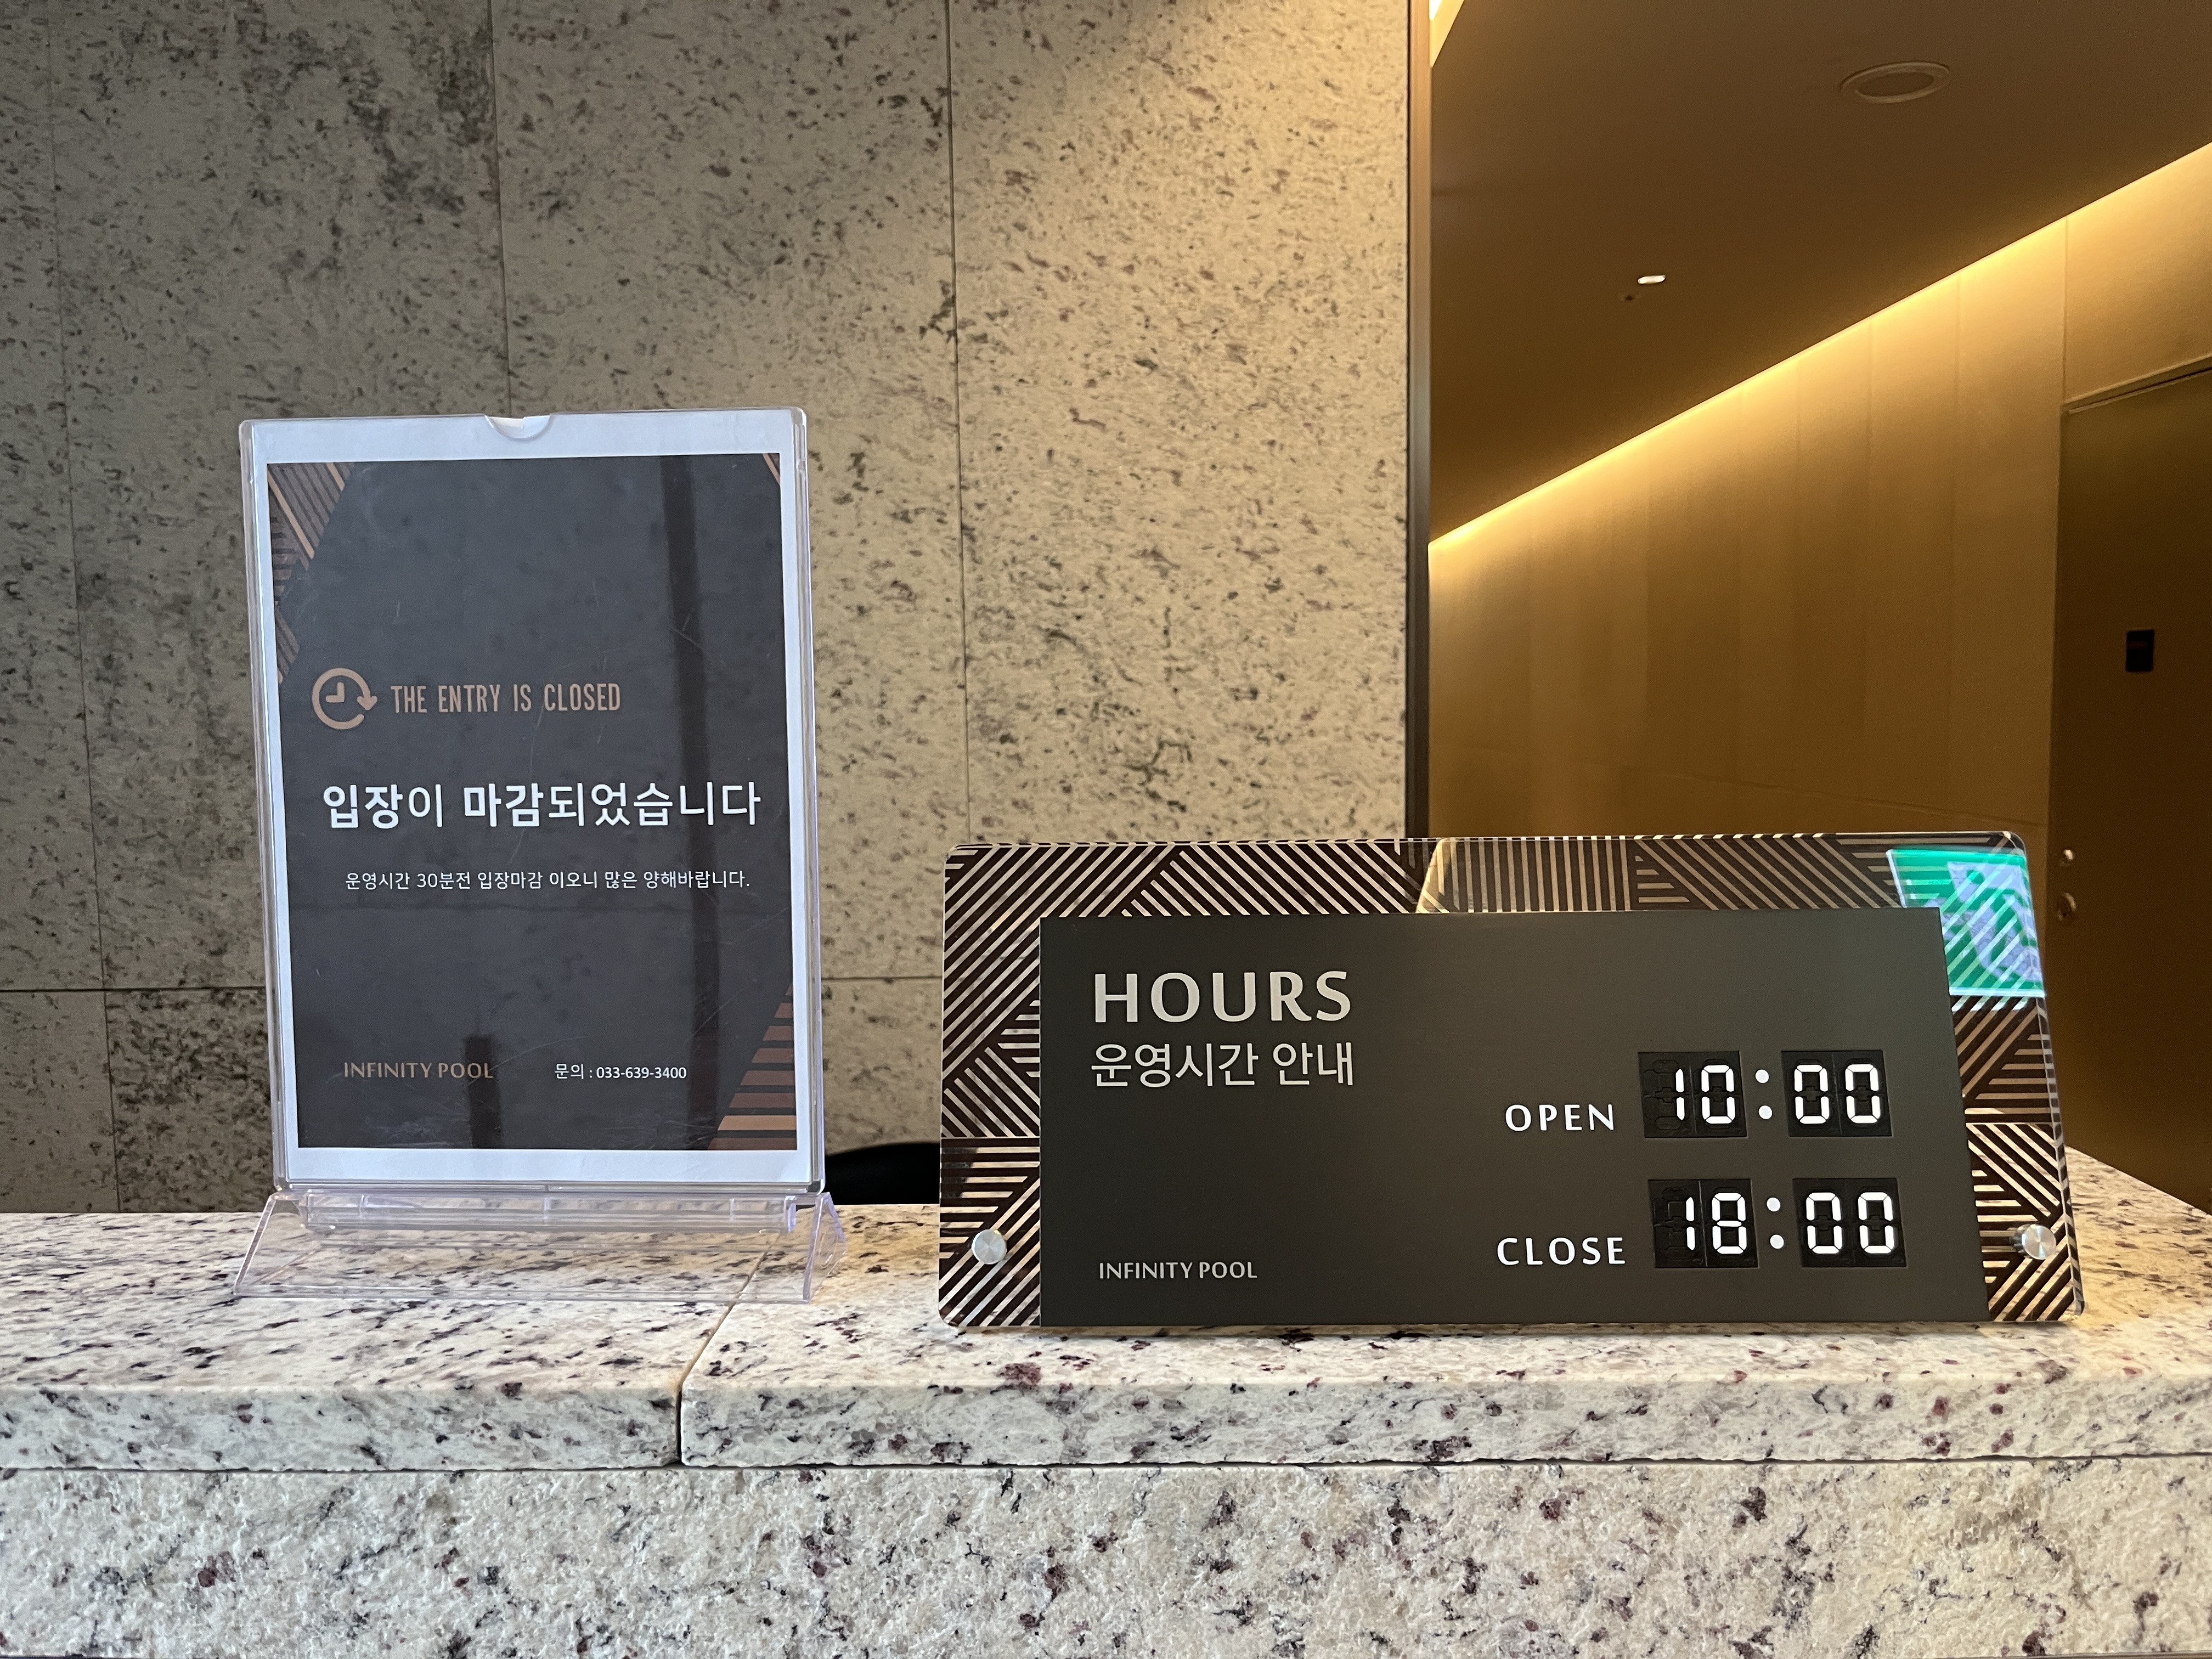 THE ENTRY IS CLOSED
입장이 마감되었습니다
운영시간 30분전 입장마감 이오니 많은 양해바랍니다.
INFINITY POOL
문의 : 033-639-3400
HOURS
운영시간 안내
OPEN 10:00
CLOSE 18:00
INFINITY POOL